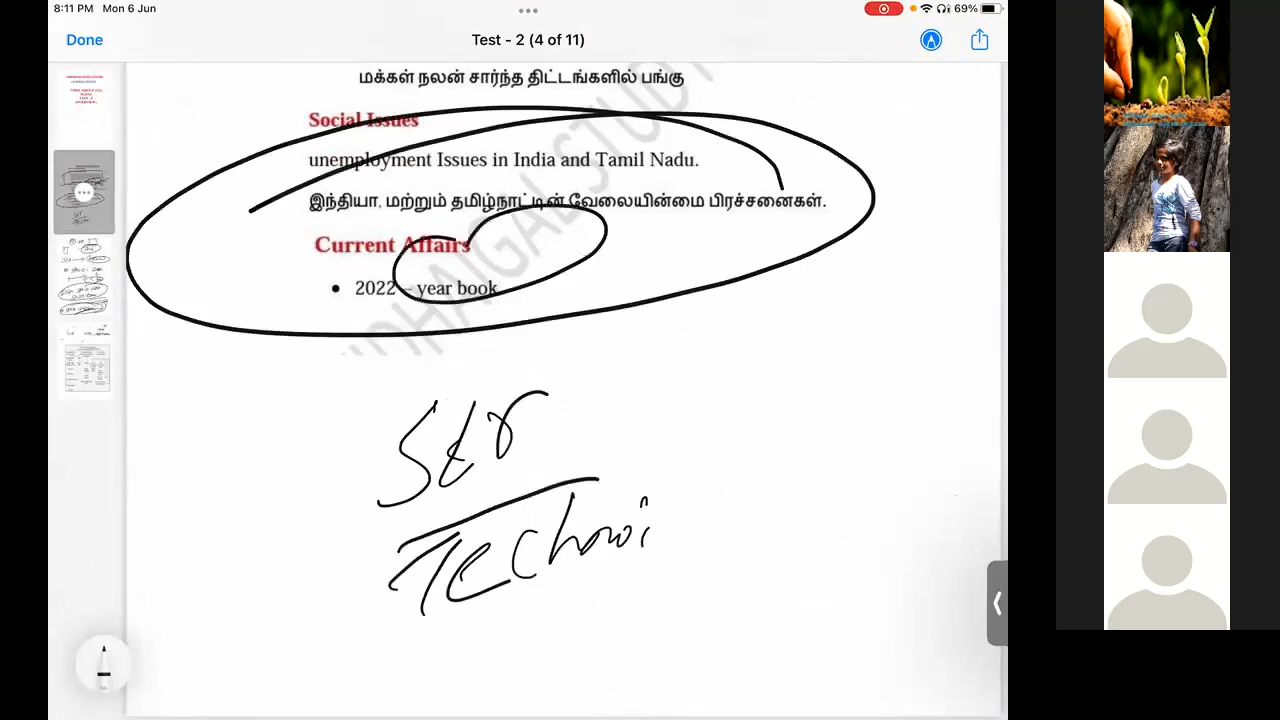 8:11 PM Mon 6 Jun
69%
Done
Test - 2 (4 of 11)
மக்கள் நலன் சார்ந்த திட்டங்களில் பங்கு
Social Issues
unemployment Issues in India and Tamil Nadu.
இந்தியா, மற்றும் தமிழ்நாட்டின் வேலையின்மை பிரச்சனைகள்.
Current Affairs
• 2022 – year book